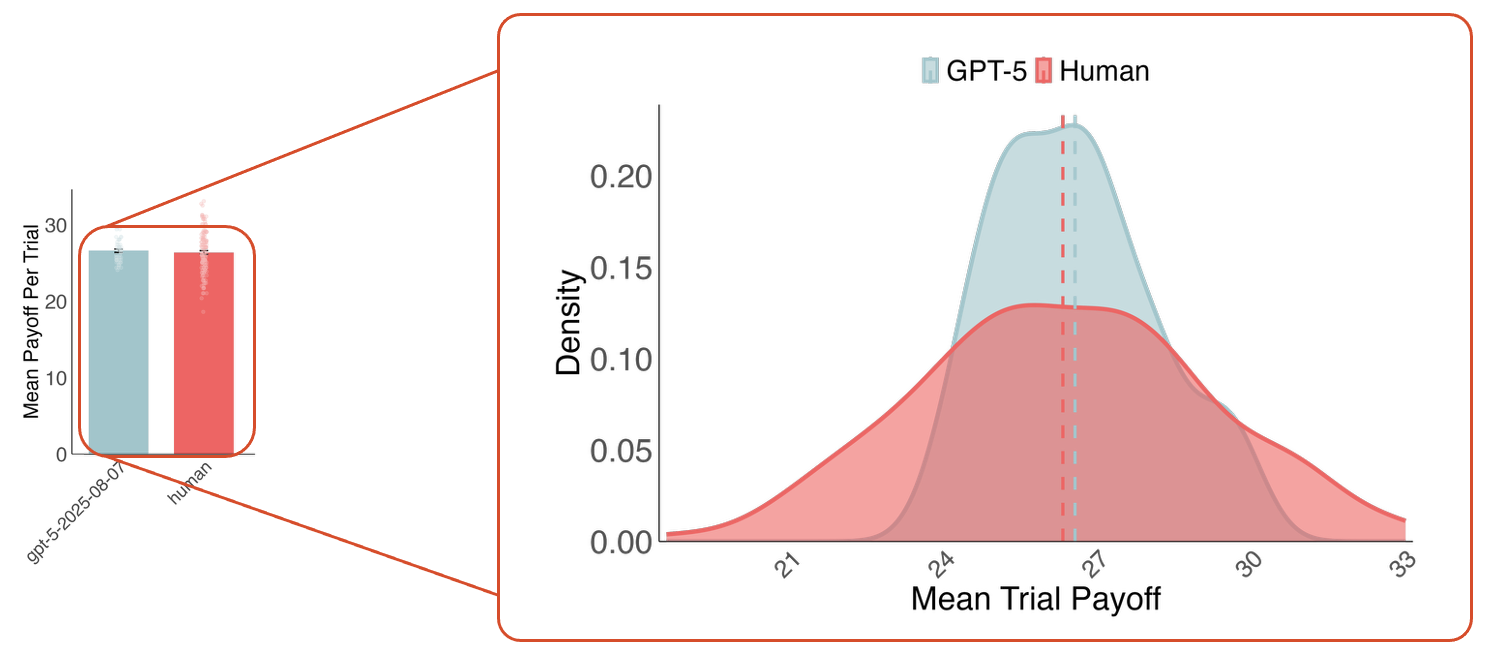 Mean Payoff Per Trial
30
20
10
0
gpt-5-2025-08-07
human
GPT-5 Human
Density
0.20
0.15
0.10
0.05
0.00
21 24 27 30 33
Mean Trial Payoff